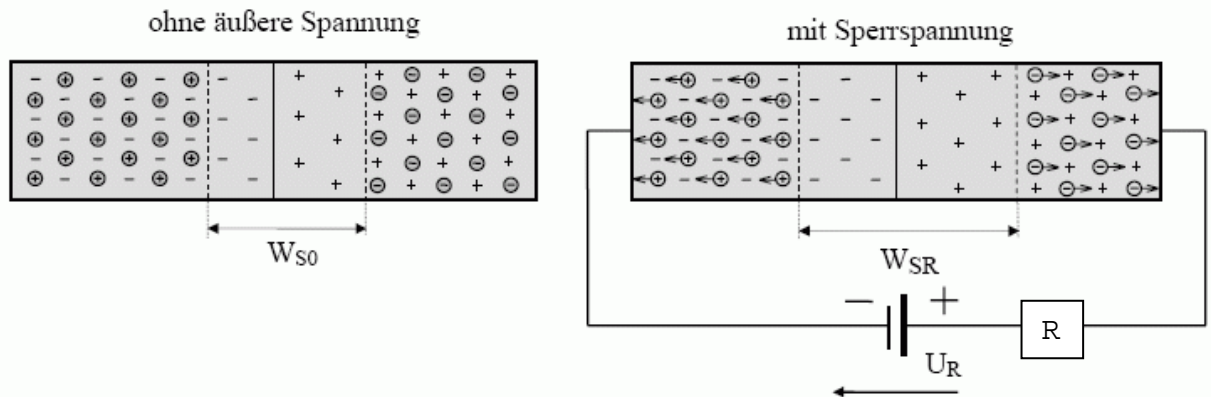 ohne äußere Spannung
mit Sperrspannung
W_S0
W_SR
− +
R
U_R